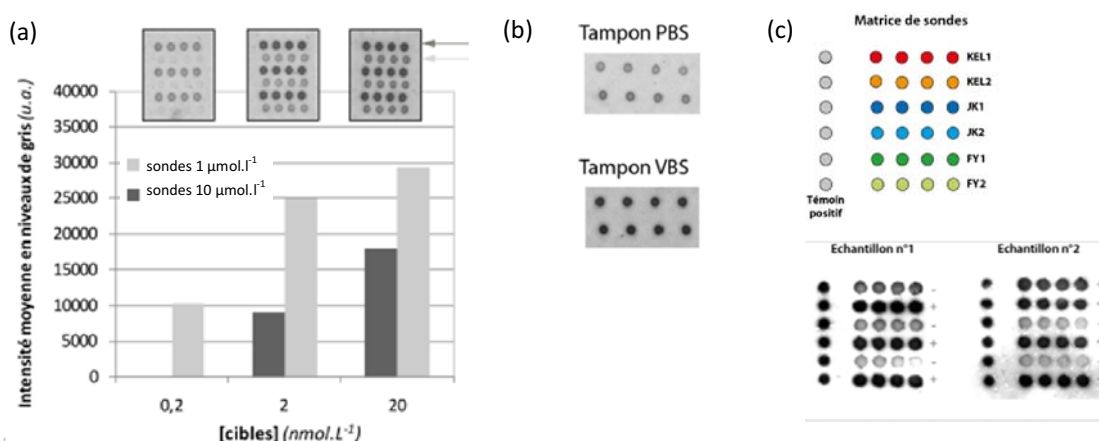 (a)
40000
35000
30000
25000
20000
15000
10000
5000
0
Intensité moyenne en niveaux de gris (u.a.)
sondes 1 µmol.l-1
sondes 10 µmol.l-1
0,2
2
20
[cibles] (nmol.L-1)
(b)
Tampon PBS
Tampon VBS
(c)
Matrice de sondes
KEL1
KEL2
JK1
JK2
FY1
FY2
Témoin
positif
Echantillon n°1
Echantillon n°2
-
+
-
+
-
+